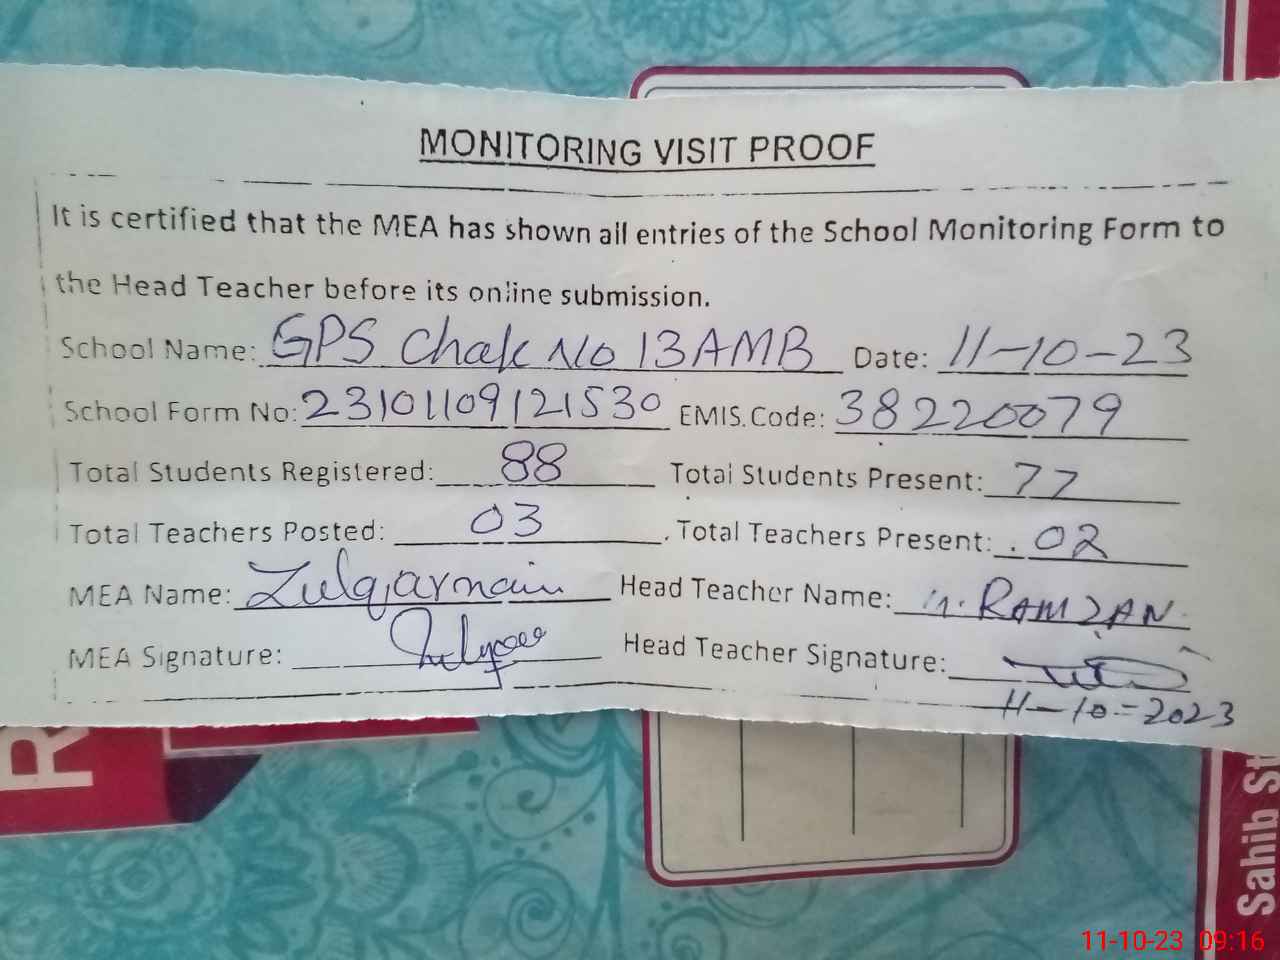 MONITORING VISIT PROOF
It is certified that the MEA has shown all entries of the School Monitoring Form to
the Head Teacher before its online submission.
School Name: GPS Chak No 13AMB Date: 11-10-23
School Form No: 23101109121530 EMIS.Code: 38220079
Total Students Registered: 88 Total Students Present: 77
Total Teachers Posted: 03 Total Teachers Present: 02
MEA Name: Zulqarnain Head Teacher Name: M. RAMZAN
MEA Signature: Head Teacher Signature:
11-10-2023
R
Sahib St
11-10-23 09:16